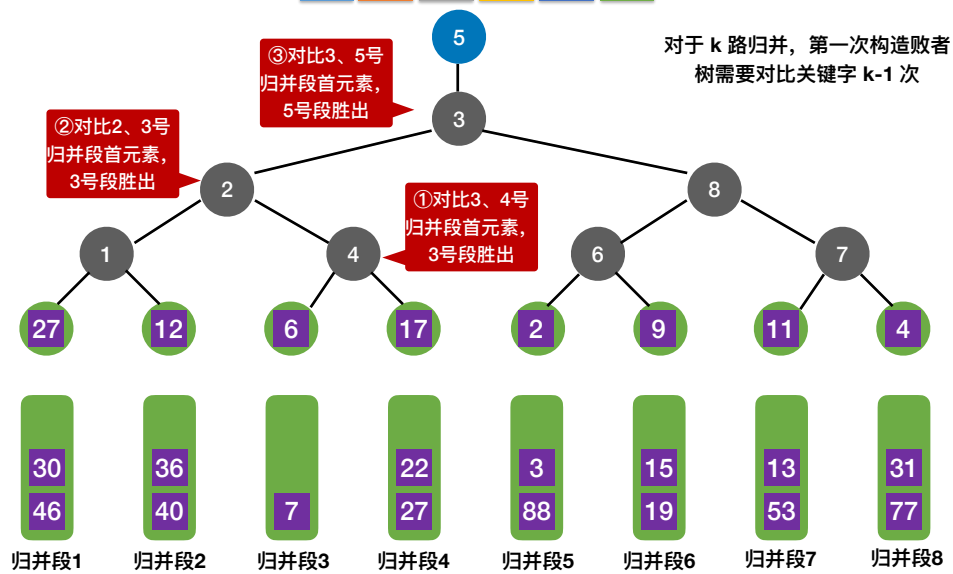 5
对于 k 路归并，第一次构造败者
树需要对比关键字 k-1 次
③对比3、5号
归并段首元素，
5号段胜出
3
②对比2、3号
归并段首元素，
3号段胜出
2
8
①对比3、4号
归并段首元素，
3号段胜出
1
4
6
7
27 12 6 17 2 9 11 4
30 36 22 3 15 13 31
46 40 7 27 88 19 53 77
归并段1 归并段2 归并段3 归并段4 归并段5 归并段6 归并段7 归并段8